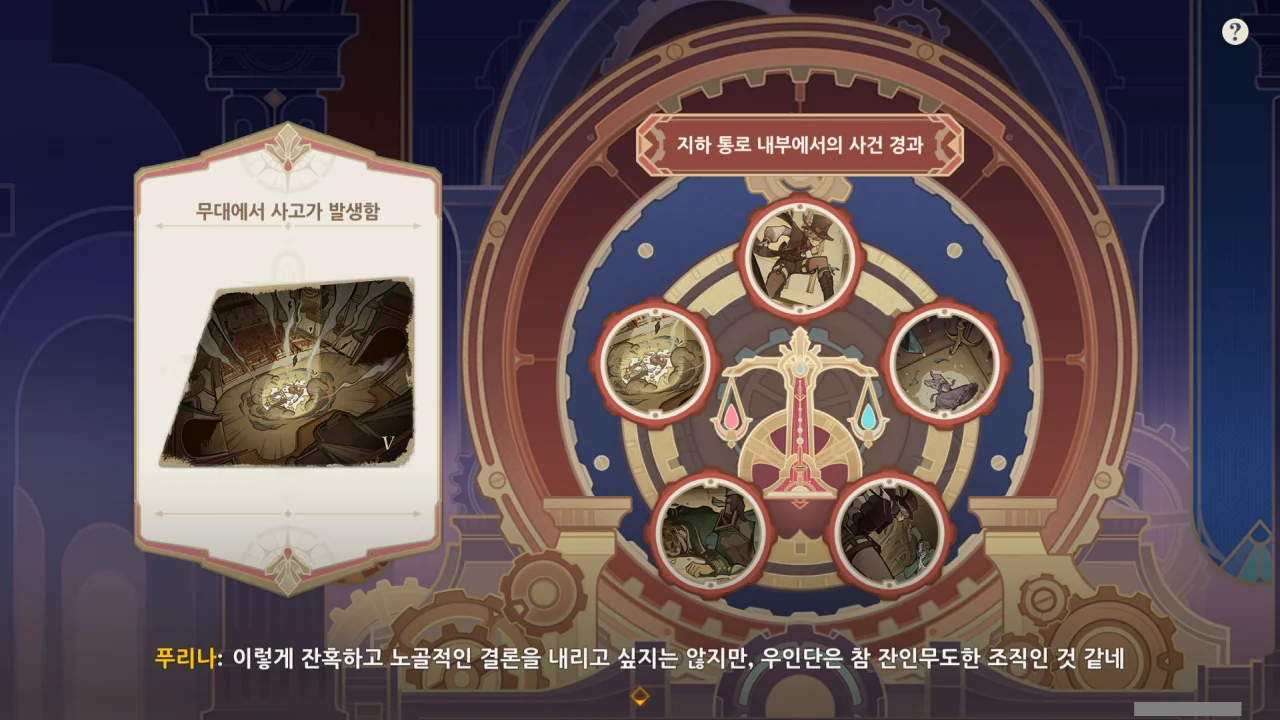 ?
지하 통로 내부에서의 사건 경과
무대에서 사고가 발생함
V
푸리나: 이렇게 잔혹하고 노골적인 결론을 내리고 싶지는 않지만, 우인단은 참 잔인무도한 조직인 것 같네